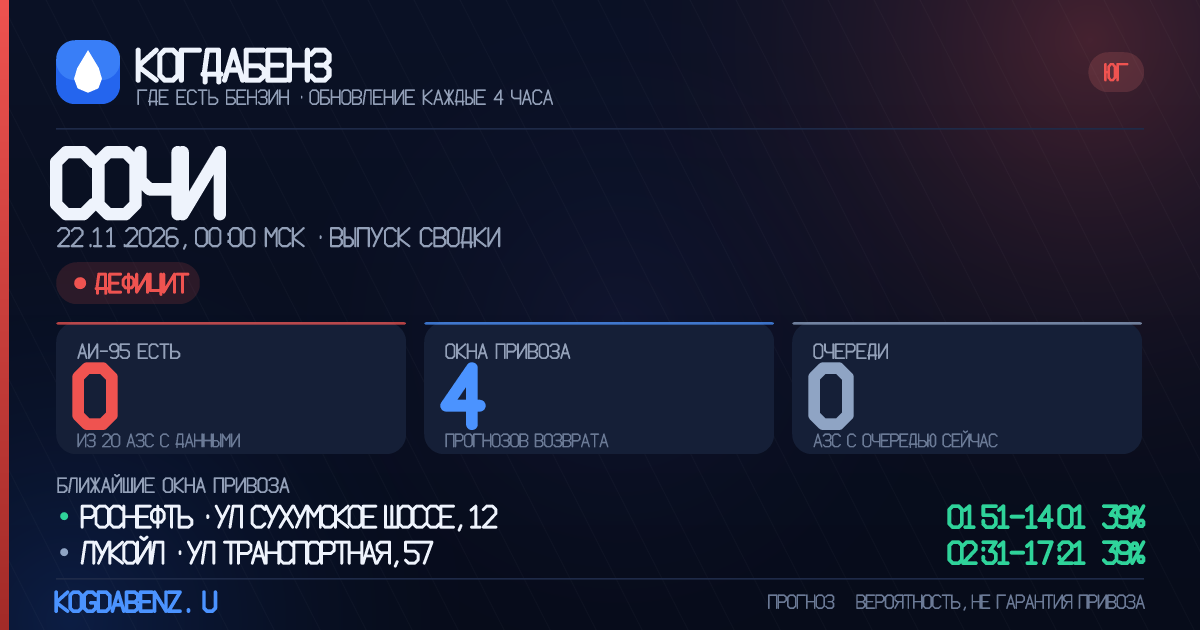 КОГДАБЕНЗ
ГДЕ ЕСТЬ БЕНЗИН · ОБНОВЛЕНИЕ КАЖДЫЕ 4 ЧАСА
ЮГ
СОЧИ
22.11.2026, 00:00 МСК · ВЫПУСК СВОДКИ
• ДЕФИЦИТ
АИ-95 ЕСТЬ
0
ИЗ 20 АЗС С ДАННЫМИ
ОКНА ПРИВОЗА
4
ПРОГНОЗОВ ВОЗВРАТА
ОЧЕРЕДИ
0
АЗС С ОЧЕРЕДЬЮ СЕЙЧАС
БЛИЖАЙШИЕ ОКНА ПРИВОЗА
• РОСНЕФТЬ · УЛ СУХУМСКОЕ ШОССЕ, 12 01:51-14:01 39%
• ЛУКОЙЛ · УЛ ТРАНСПОРТНАЯ, 57 02:31-17:21 39%
KOGDABENZ. U
ПРОГНОЗ ВЕРОЯТНОСТЬ, НЕ ГАРАНТИЯ ПРИВОЗА